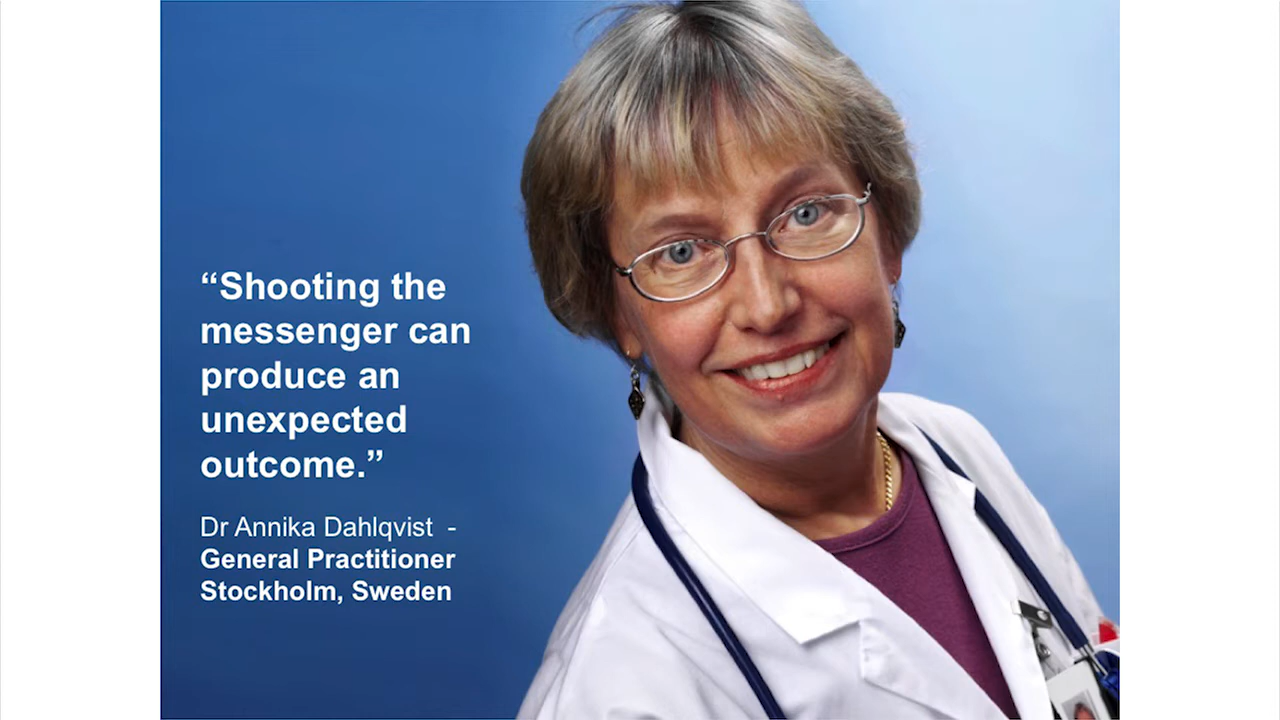 “Shooting the
messenger can
produce an
unexpected
outcome.”
Dr Annika Dahlqvist -
General Practitioner
Stockholm, Sweden